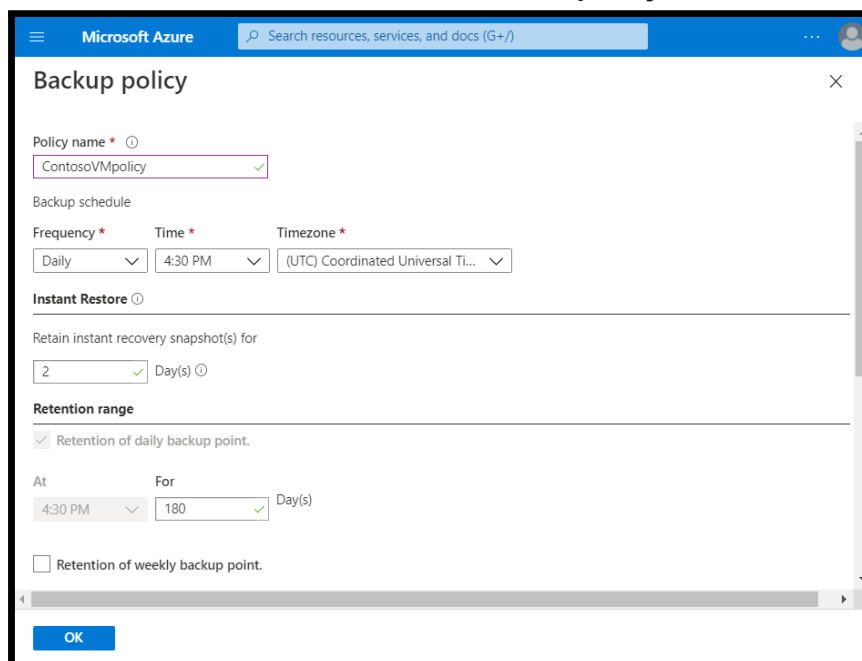 Microsoft Azure
Search resources, services, and docs (G+/)
Backup policy
Policy name *
ContosoVMpolicy
Backup schedule
Frequency * Time * Timezone *
Daily 4:30 PM (UTC) Coordinated Universal Ti...
Instant Restore
Retain instant recovery snapshot(s) for
2 Day(s)
Retention range
Retention of daily backup point.
At For
4:30 PM 180 Day(s)
Retention of weekly backup point.
OK